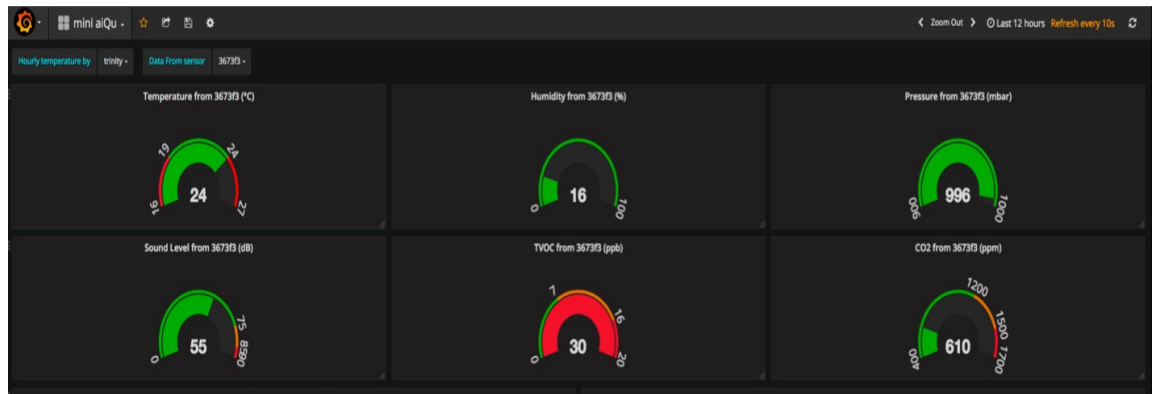 mini aiQu
Zoom Out Last 12 hours Refresh every 10s
Hourly temperature by trinity Data From sensor 3673f3
Temperature from 3673f3 (°C)
16
19
24
27
24
Humidity from 3673f3 (%)
0
100
16
Pressure from 3673f3 (mbar)
900
1000
996
Sound Level from 3673f3 (dB)
0
75
85
90
55
TVOC from 3673f3 (ppb)
0
7
16
20
30
CO2 from 3673f3 (ppm)
400
1200
1500
1700
610